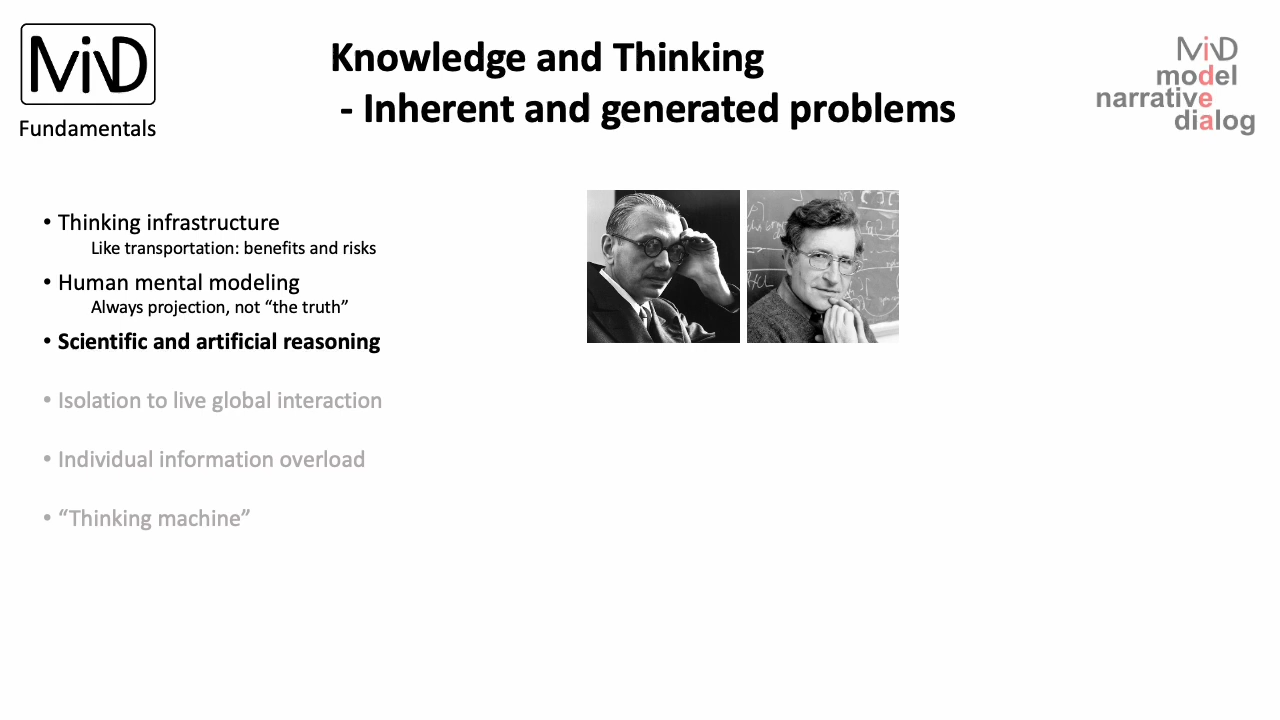 MiND
Fundamentals
Knowledge and Thinking
- Inherent and generated problems
MiND
model
narrative
dialog
• Thinking infrastructure
Like transportation: benefits and risks
• Human mental modeling
Always projection, not “the truth”
• Scientific and artificial reasoning
• Isolation to live global interaction
• Individual information overload
• “Thinking machine”